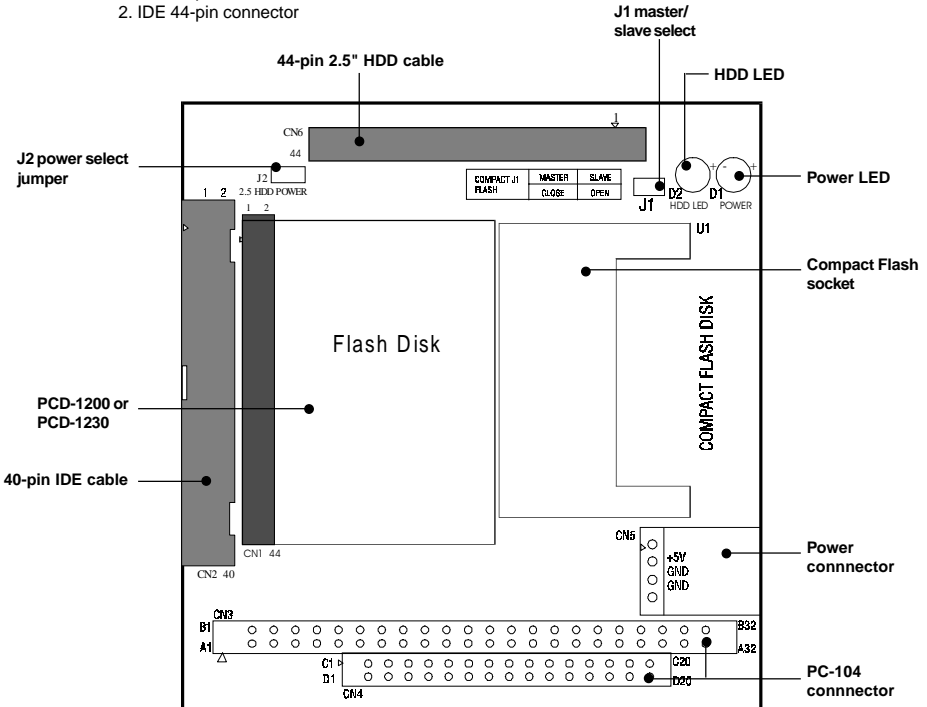 2. IDE 44-pin connector
J1 master/
slave select
44-pin 2.5" HDD cable
HDD LED
CN6
44
J2 power select
jumper
J2
2.5 HDD POWER
COMPACT J1 MASTER SLAVE
FLASH CLOSE OPEN
J1
D2
HDD LED
+ - +
D1
POWER
Power LED
1 2
1 2
U1
Compact Flash
socket
Flash Disk
COMPACT FLASH DISK
PCD-1200 or
PCD-1230
40-pin IDE cable
CN1 44
CN2 40
CN5
+5V
GND
GND
Power
connnector
CN3
B1
B32
A1
A32
C1
C20
D1
D20
CN4
PC-104
connnector